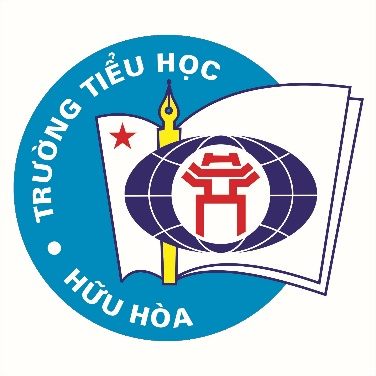 TRƯỜNG TIỂU HỌC
HỮU HÒA